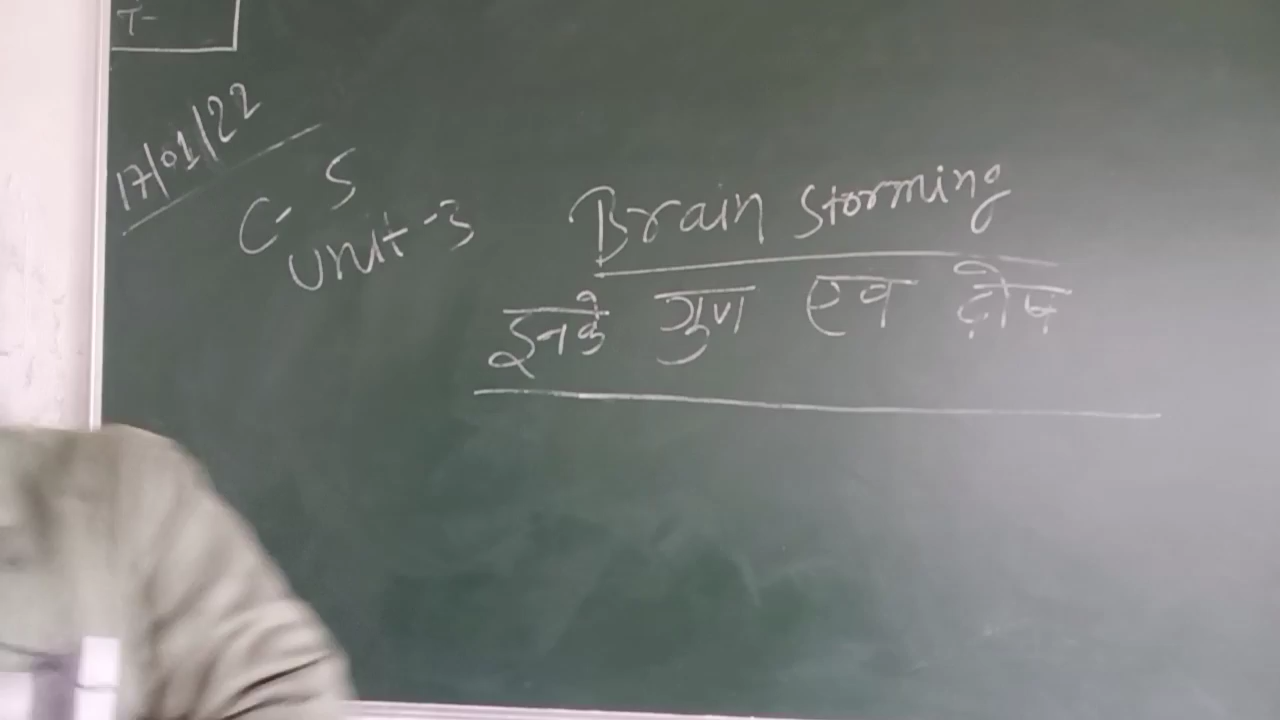 T-
17/01/22
C- S
Unit-3
Brain Storming
इनके गुण एव दोष